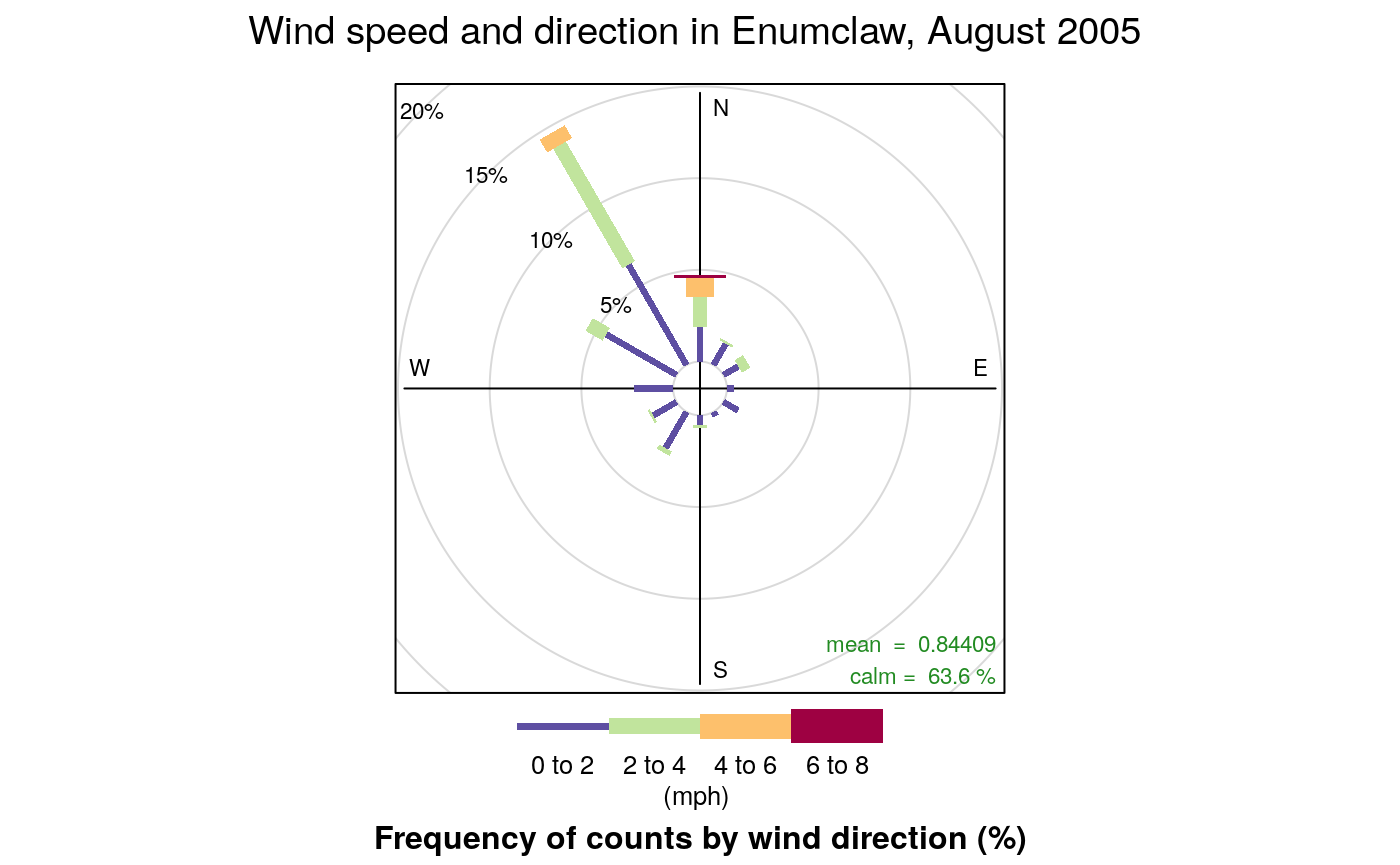 Wind speed and direction in Enumclaw, August 2005
20%
N
15%
10%
5%
W
E
S
mean = 0.84409
calm = 63.6 %
0 to 2 2 to 4 4 to 6 6 to 8
(mph)
Frequency of counts by wind direction (%)